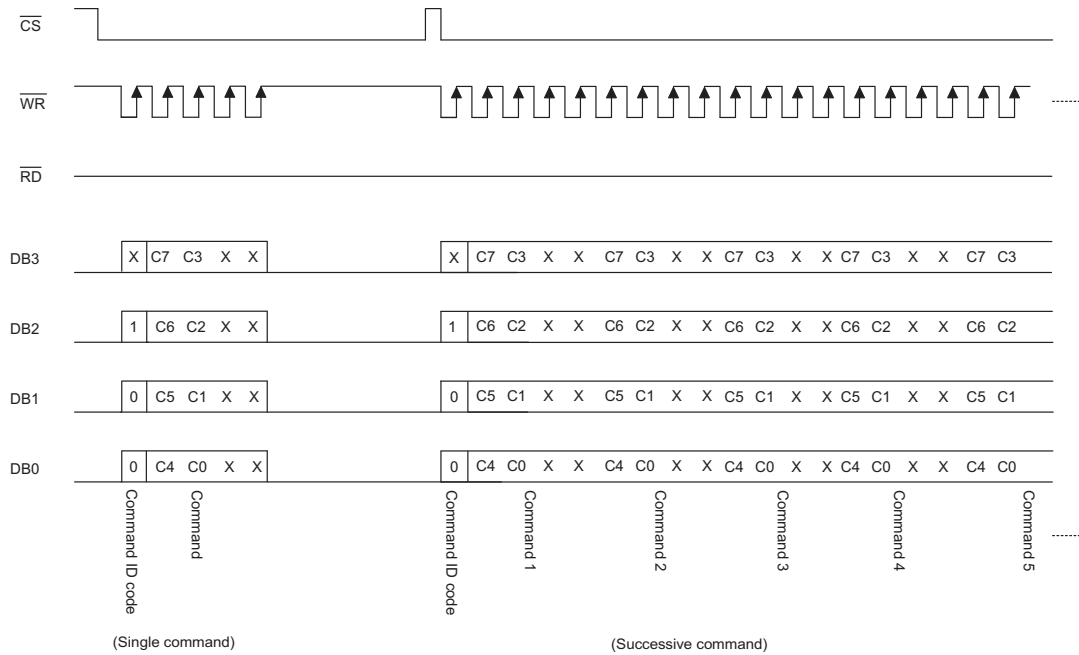 CS
WR
RD
DB3 X C7 C3 X X X C7 C3 X X C7 C3 X X C7 C3 X X C7 C3 X X C7 C3
DB2 1 C6 C2 X X 1 C6 C2 X X C6 C2 X X C6 C2 X X C6 C2 X X C6 C2
DB1 0 C5 C1 X X 0 C5 C1 X X C5 C1 X X C5 C1 X X C5 C1 X X C5 C1
DB0 0 C4 C0 X X 0 C4 C0 X X C4 C0 X X C4 C0 X X C4 C0 X X C4 C0
Command ID code
Command
Command ID code
Command 1
Command 2
Command 3
Command 4
Command 5
(Single command)
(Successive command)